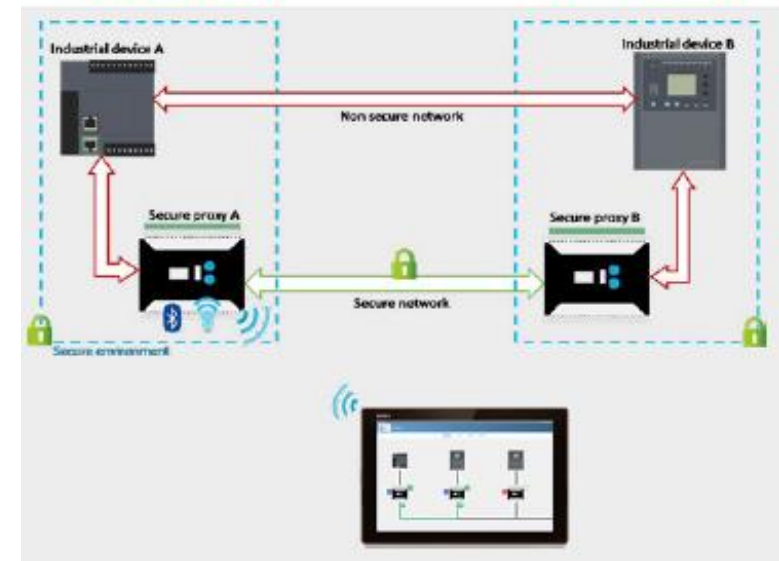 Industrial device A
Industrial device B
Non secure network
Secure proxy A
Secure proxy B
Secure network
Secure environment